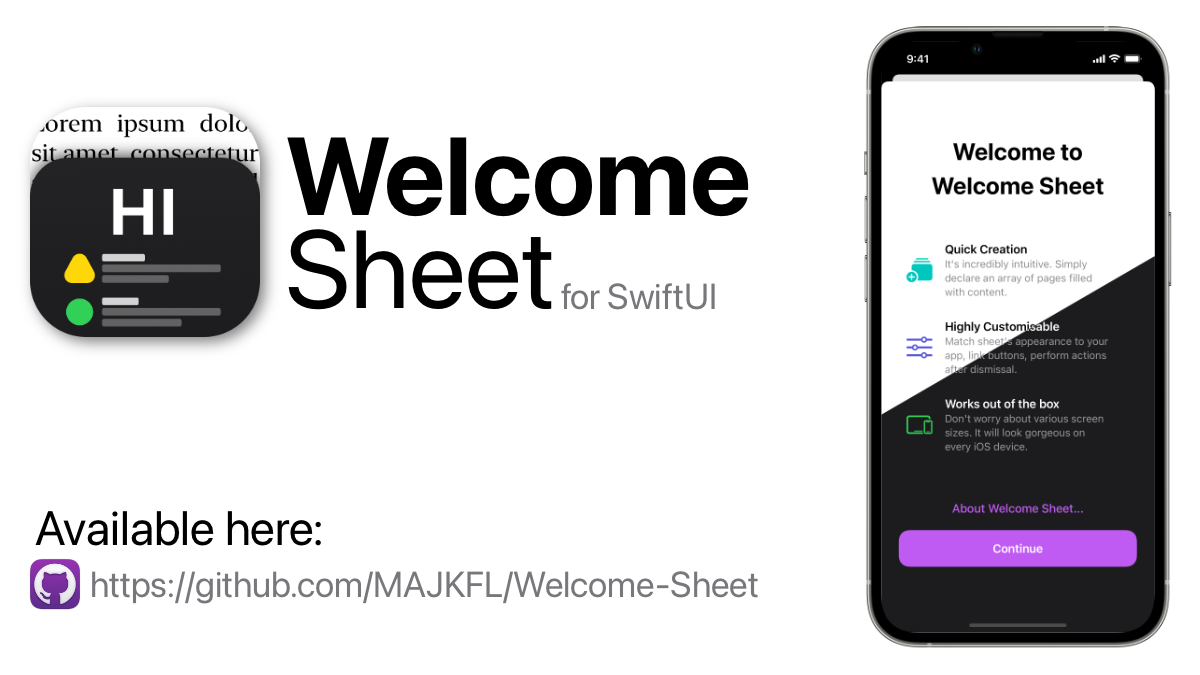 lorem ipsum dolo
sit amet consectetur
HI
Welcome
Sheet for SwiftUI
Available here:
https://github.com/MAJKFL/Welcome-Sheet
9:41
Welcome to
Welcome Sheet
Quick Creation
It's incredibly intuitive. Simply
declare an array of pages filled
with content.
Highly Customisable
Match sheet's appearance to your
app, link buttons, perform actions
after dismissal.
Works out of the box
Don't worry about various screen
sizes. It will look gorgeous on
every iOS device.
About Welcome Sheet...
Continue